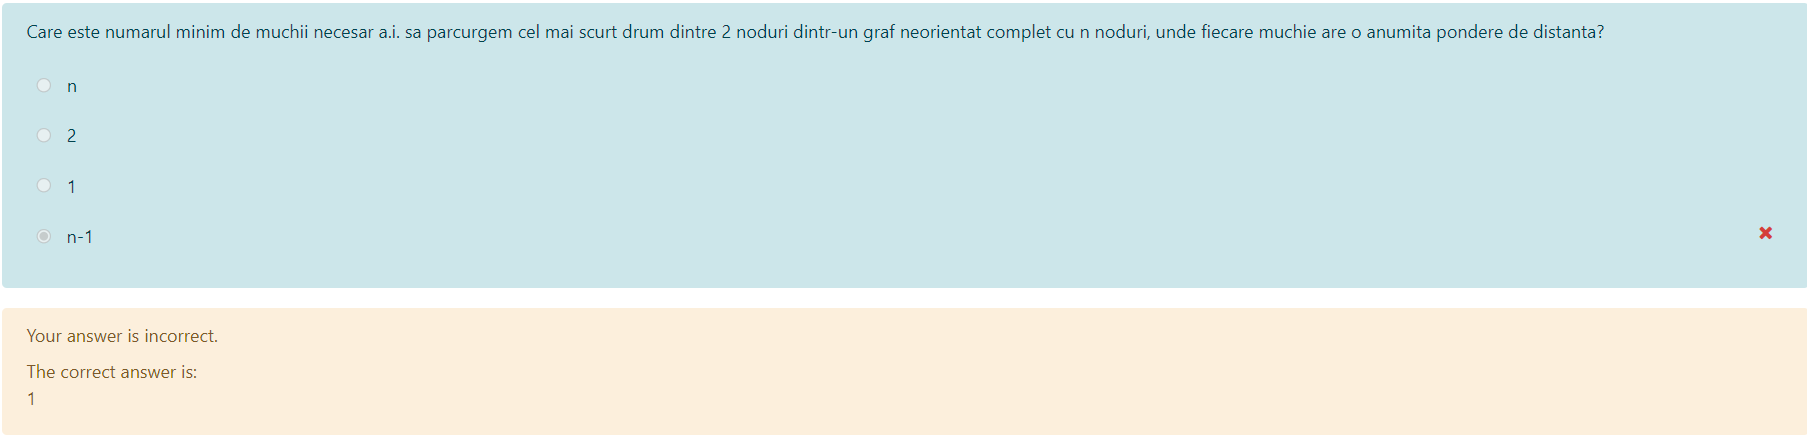 Care este numarul minim de muchii necesar a.i. sa parcurgem cel mai scurt drum dintre 2 noduri dintr-un graf neorientat complet cu n noduri, unde fiecare muchie are o anumita pondere de distanta?
n
2
1
n-1
Your answer is incorrect.
The correct answer is:
1